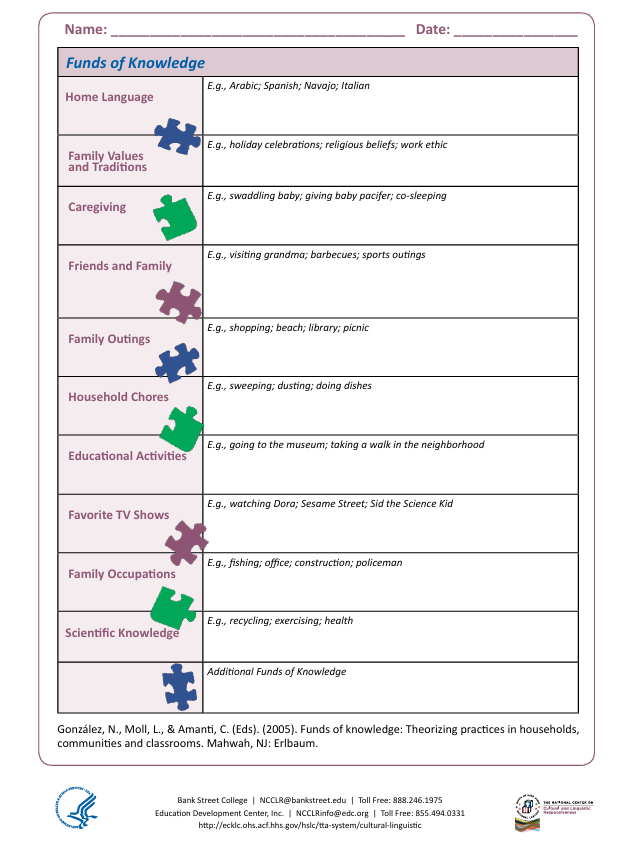 Name: ______________________________________ Date: ________________
Funds of Knowledge
Home Language
E.g., Arabic; Spanish; Navajo; Italian
Family Values
and Traditions
E.g., holiday celebrations; religious beliefs; work ethic
Caregiving
E.g., swaddling baby; giving baby pacifer; co-sleeping
Friends and Family
E.g., visiting grandma; barbecues; sports outings
Family Outings
E.g., shopping; beach; library; picnic
Household Chores
E.g., sweeping; dusting; doing dishes
Educational Activities
E.g., going to the museum; taking a walk in the neighborhood
Favorite TV Shows
E.g., watching Dora; Sesame Street; Sid the Science Kid
Family Occupations
E.g., fishing; office; construction; policeman
Scientific Knowledge
E.g., recycling; exercising; health
Additional Funds of Knowledge
González, N., Moll, L., & Amanti, C. (Eds). (2005). Funds of knowledge: Theorizing practices in households,
communities and classrooms. Mahwah, NJ: Erlbaum.
Bank Street College | NCCLR@bankstreet.edu | Toll Free: 888.246.1975
Education Development Center, Inc. | NCCLRinfo@edc.org | Toll Free: 855.494.0331
http://ecklc.ohs.acf.hhs.gov/hslc/tta-system/cultural-linguistic
THE NATIONAL CENTER ON
Cultural and Linguistic
Responsiveness